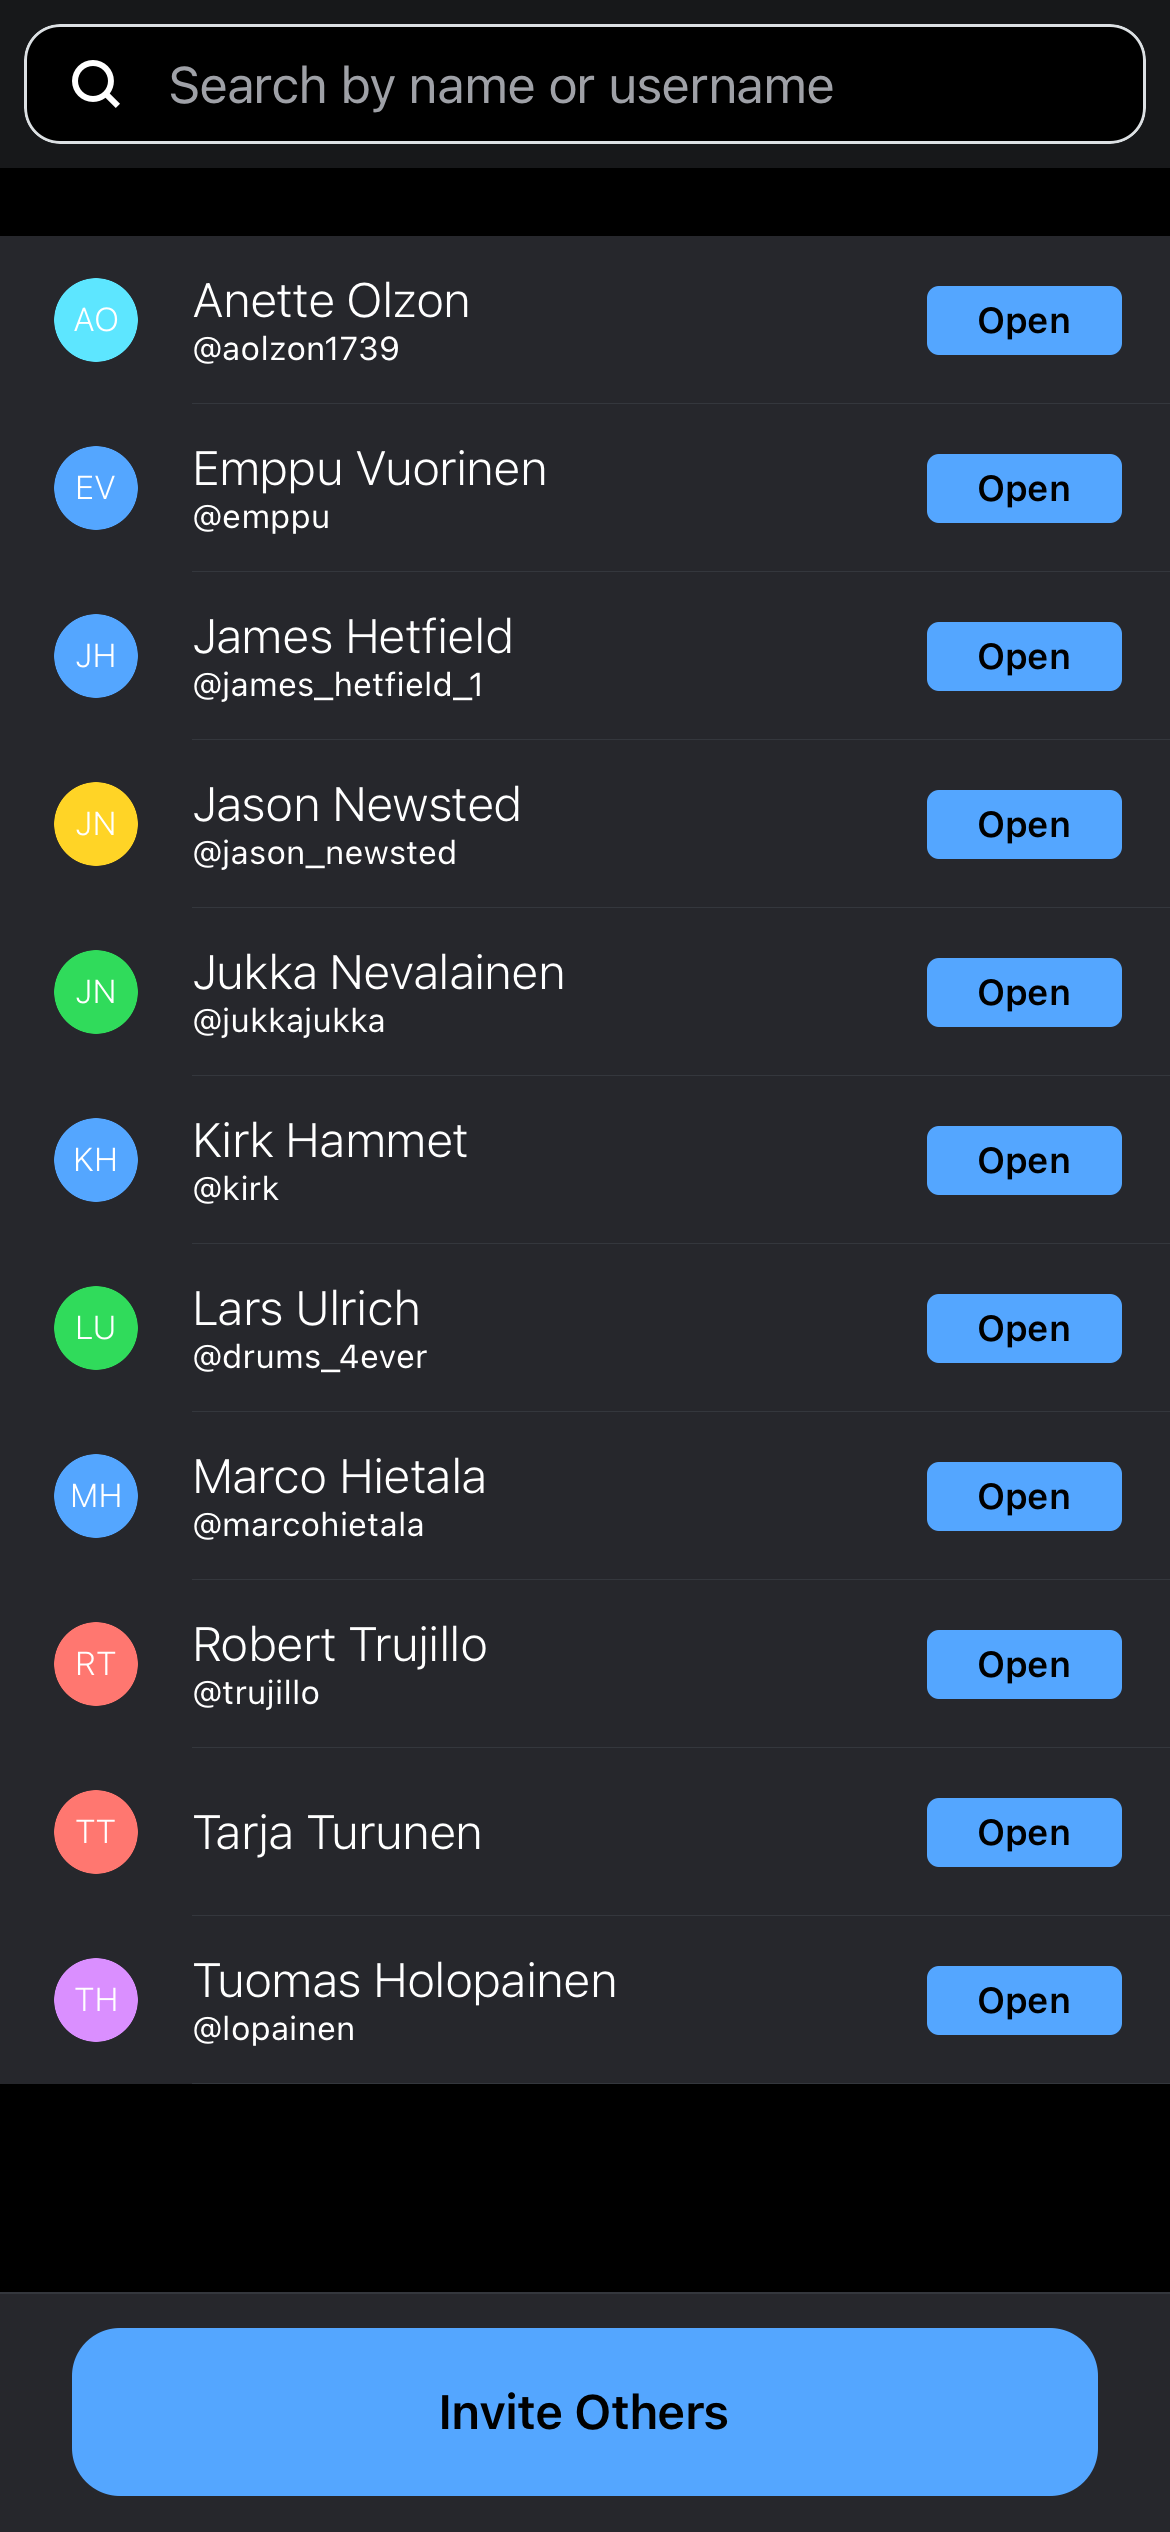 Search by name or username
AO
Anette Olzon
@aolzon1739
Open
EV
Emppu Vuorinen
@emppu
Open
JH
James Hetfield
@james_hetfield_1
Open
JN
Jason Newsted
@jason_newsted
Open
JN
Jukka Nevalainen
@jukkajukka
Open
KH
Kirk Hammet
@kirk
Open
LU
Lars Ulrich
@drums_4ever
Open
MH
Marco Hietala
@marcohietala
Open
RT
Robert Trujillo
@trujillo
Open
TT
Tarja Turunen
Open
TH
Tuomas Holopainen
@lopainen
Open
Invite Others